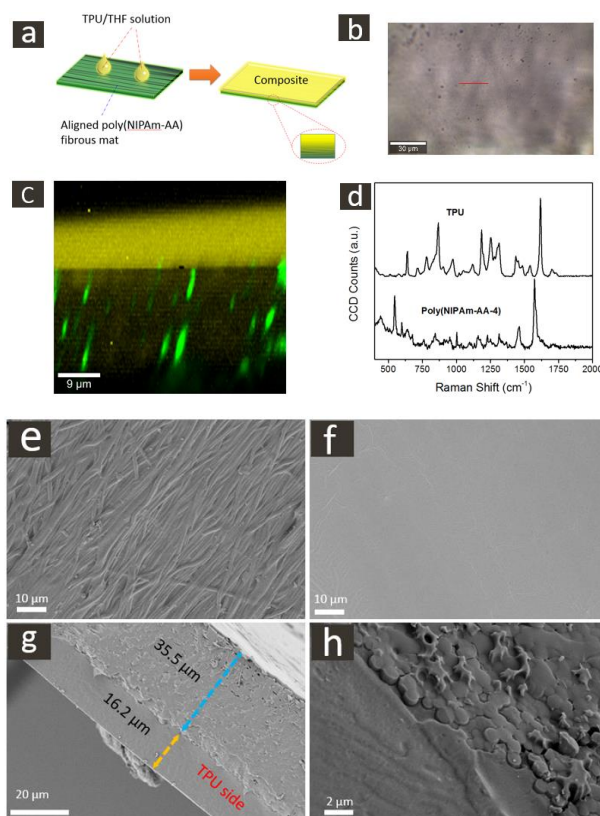 a
TPU/THF solution
Composite
Aligned poly(NIPAm-AA)
fibrous mat
b
30 µm
c
9 µm
d
CCD Counts (a.u.)
TPU
Poly(NIPAm-AA-4)
500 750 1000 1250 1500 1750 2000
Raman Shift (cm-1)
e
10 µm
f
10 µm
g
35.5 µm
16.2 µm
TPU side
20 µm
h
2 µm